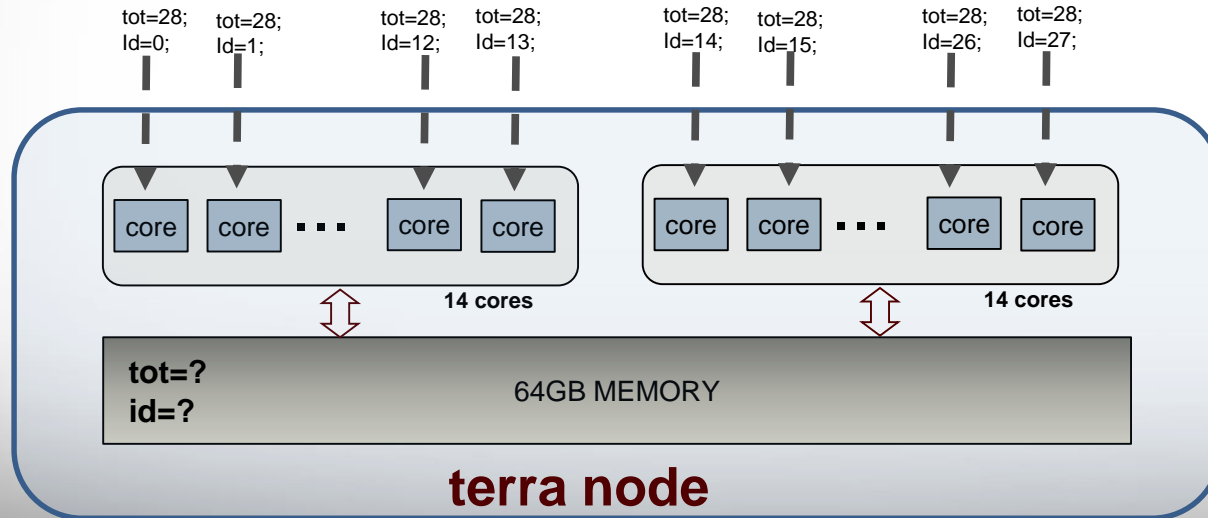 tot=28;
Id=0;
tot=28;
Id=1;
tot=28;
Id=12;
tot=28;
Id=13;
tot=28;
Id=14;
tot=28;
Id=15;
tot=28;
Id=26;
tot=28;
Id=27;
core
core
core
core
core
core
core
core
14 cores
14 cores
tot=?
id=?
64GB MEMORY
terra node